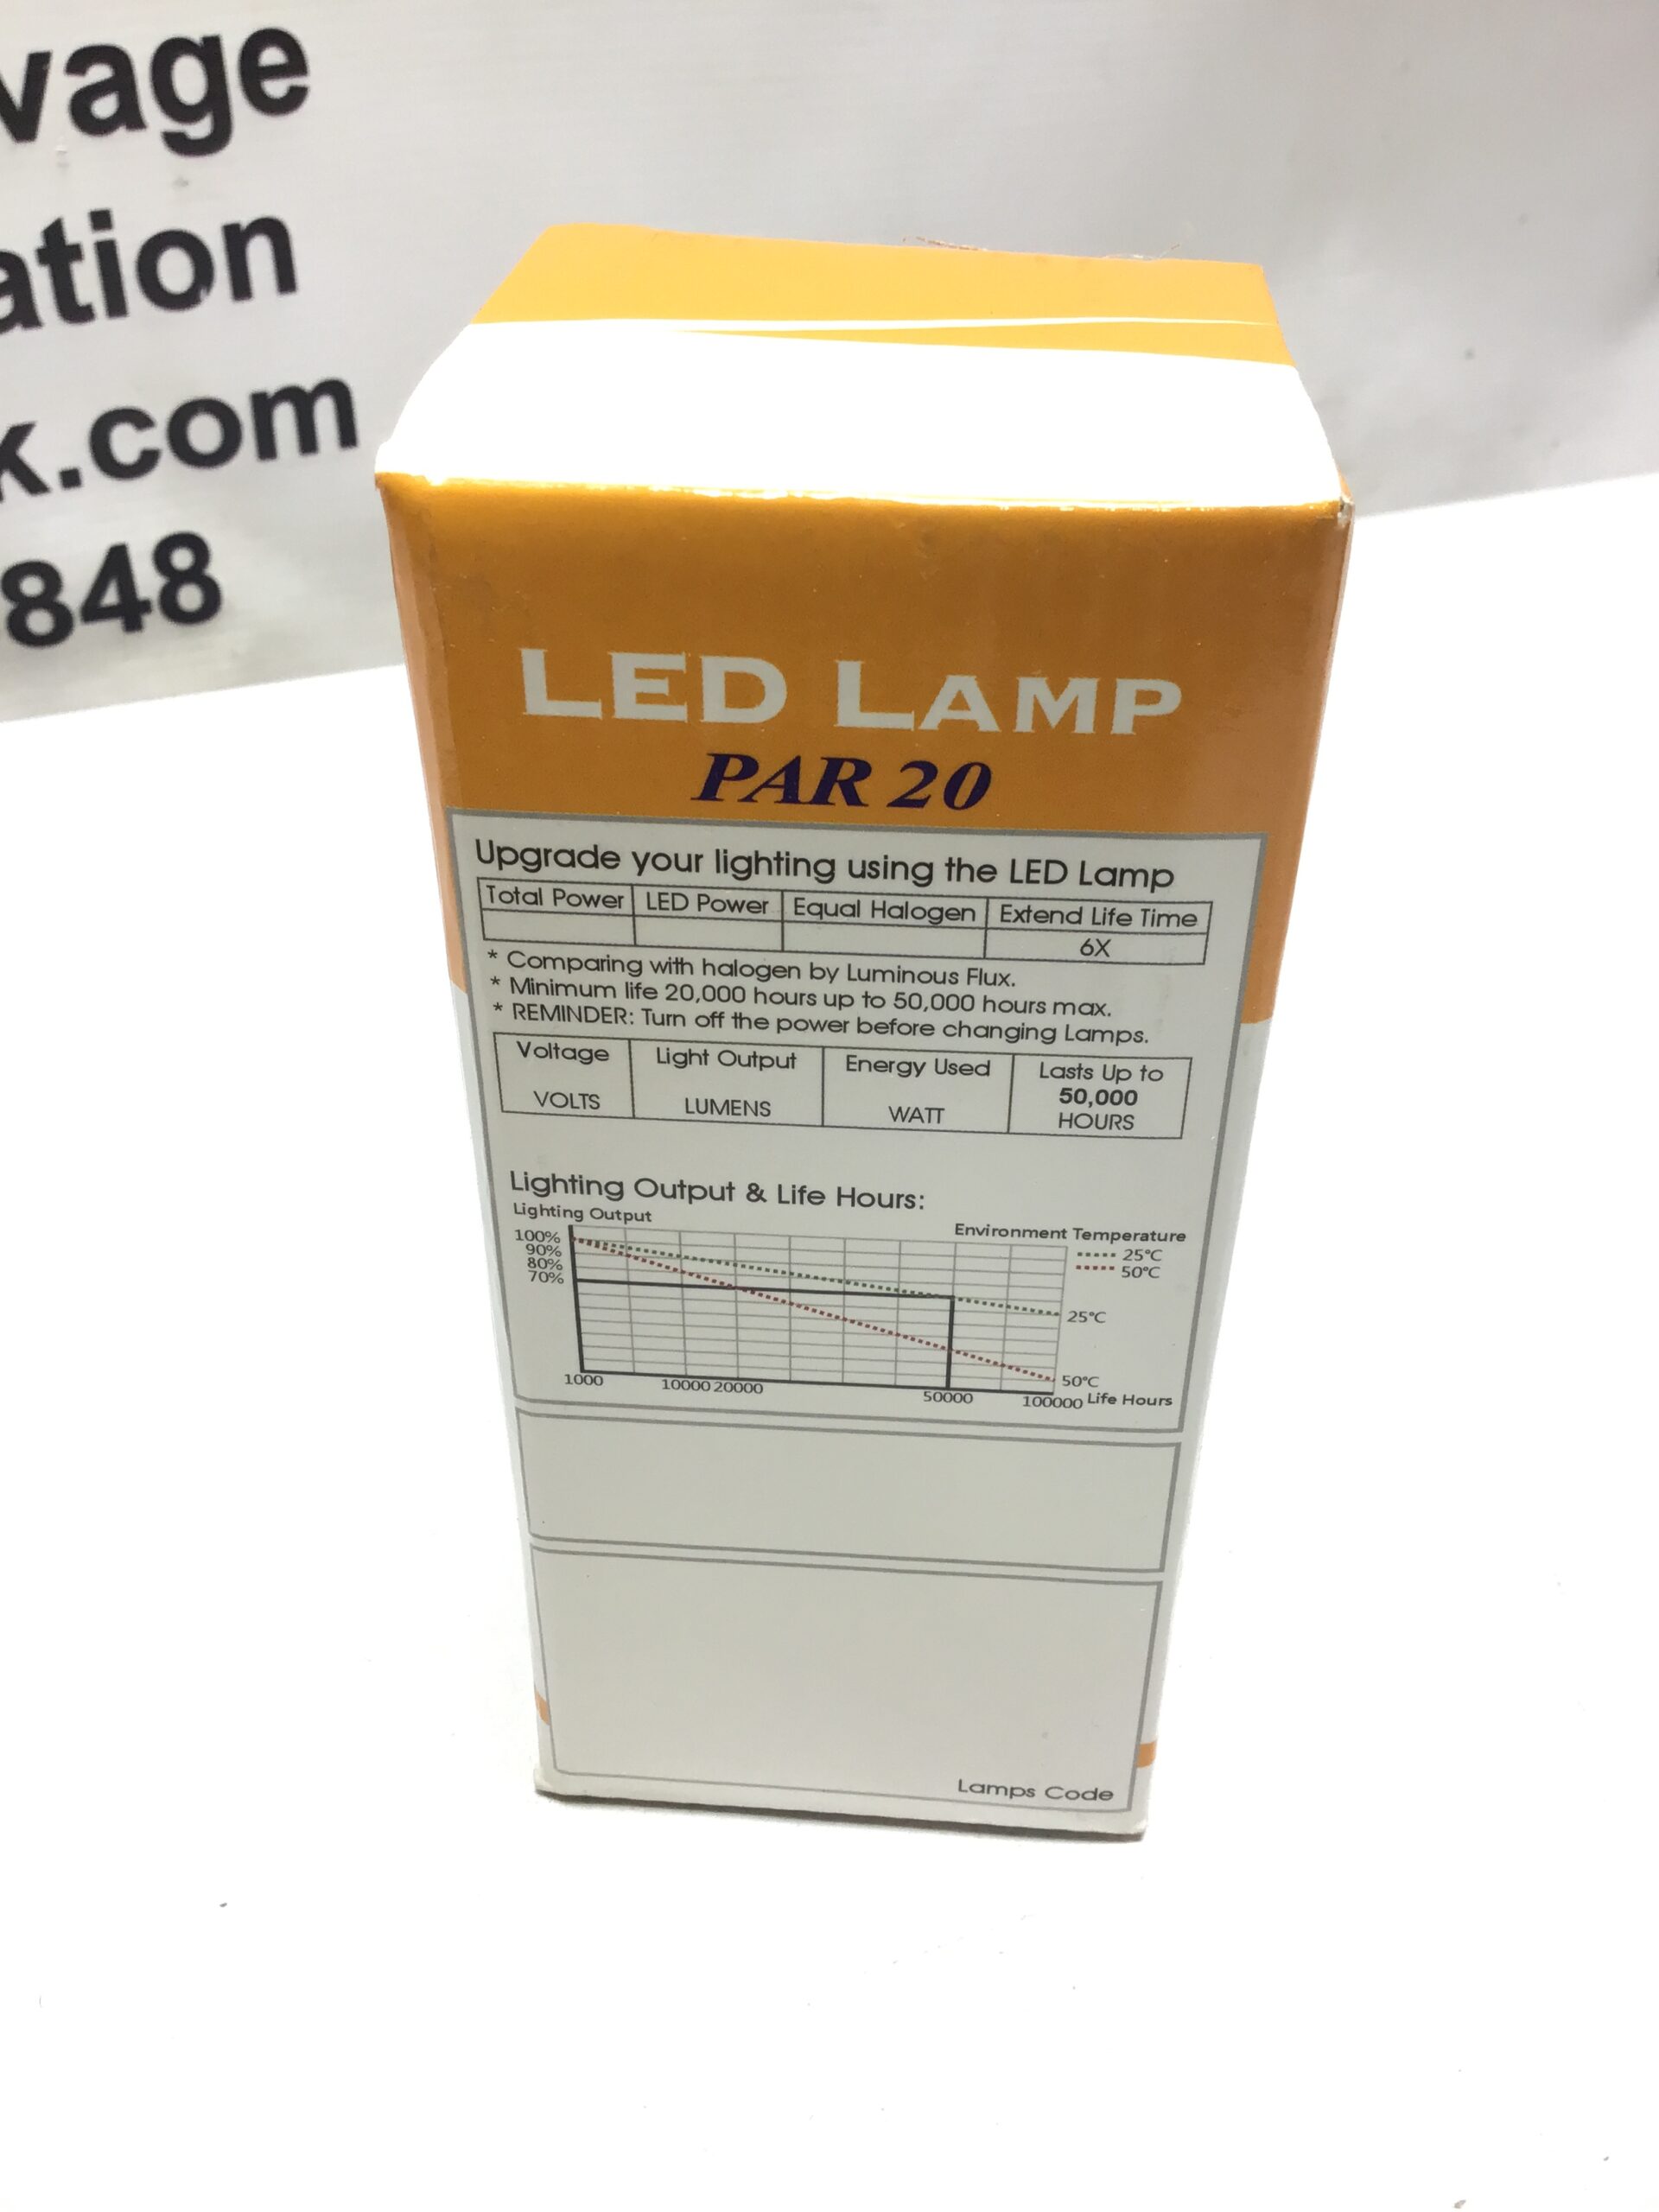 vage
ation
k.com
848
LED LAMP
PAR 20
Upgrade your lighting using the LED Lamp
Total Power LED Power Equal Halogen Extend Life Time
6X
* Comparing with halogen by Luminous Flux.
* Minimum life 20,000 hours up to 50,000 hours max.
* REMINDER: Turn off the power before changing Lamps.
Voltage Light Output Energy Used Lasts Up to
50,000
VOLTS LUMENS WATT HOURS
Lighting Output & Life Hours:
Lighting Output
Environment Temperature
100%
90%
80%
70%
25°C
50°C
25°C
50°C
1000 10000 20000 50000 100000 Life Hours
Lamps Code